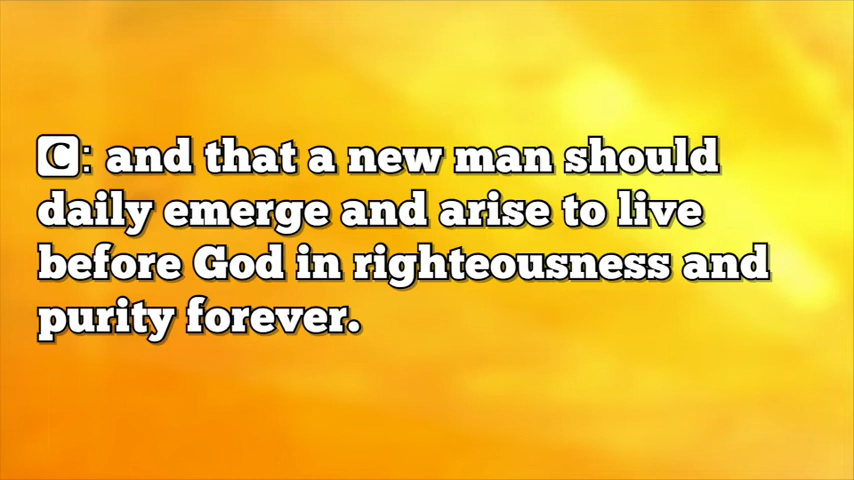 C: and that a new man should
daily emerge and arise to live
before God in righteousness and
purity forever.